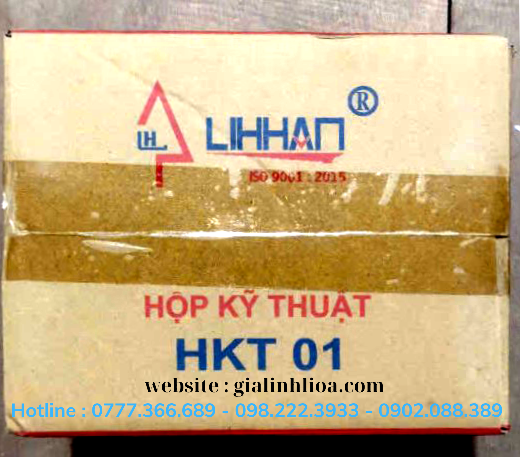 LH
LIHHAN ®
ISO 9001 : 2015
HỘP KỸ THUẬT
HKT 01
website : gialinhlioa.com
Hotline : 0777.366.689 - 098.222.3933 - 0902.088.389